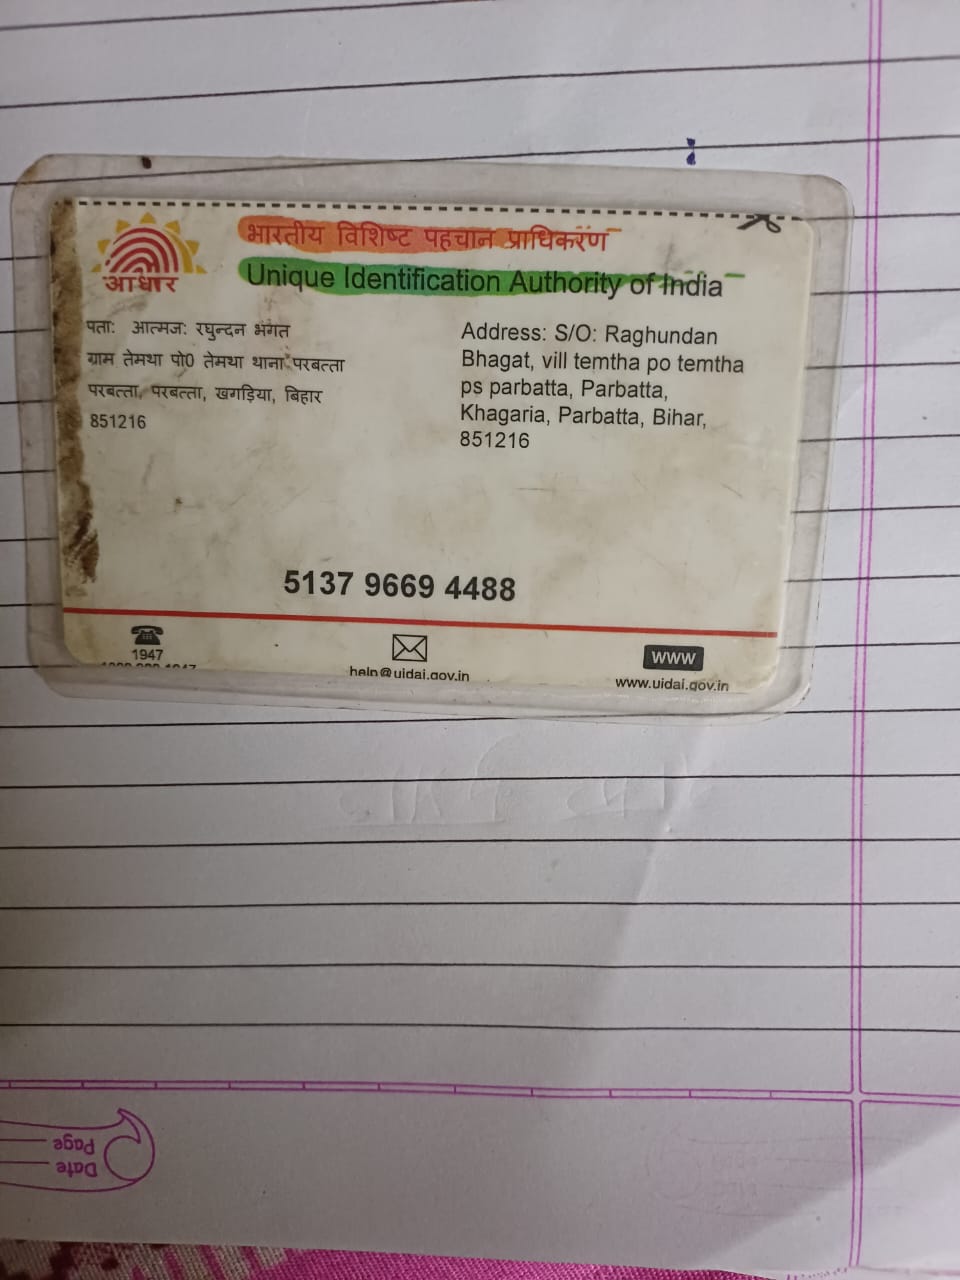 आधार
भारतीय विशिष्ट पहचान प्राधिकरण
Unique Identification Authority of India
पता: आत्मज: रघुन्दन भगत
ग्राम तेमथा पो0 तेमथा थाना परबत्ता
परबत्ता, परबत्ता, खगड़िया, बिहार
851216
Address: S/O: Raghundan
Bhagat, vill temtha po temtha
ps parbatta, Parbatta,
Khagaria, Parbatta, Bihar,
851216
5137 9669 4488
1947
help@uidai.gov.in
WWW
www.uidai.gov.in
Page
Date